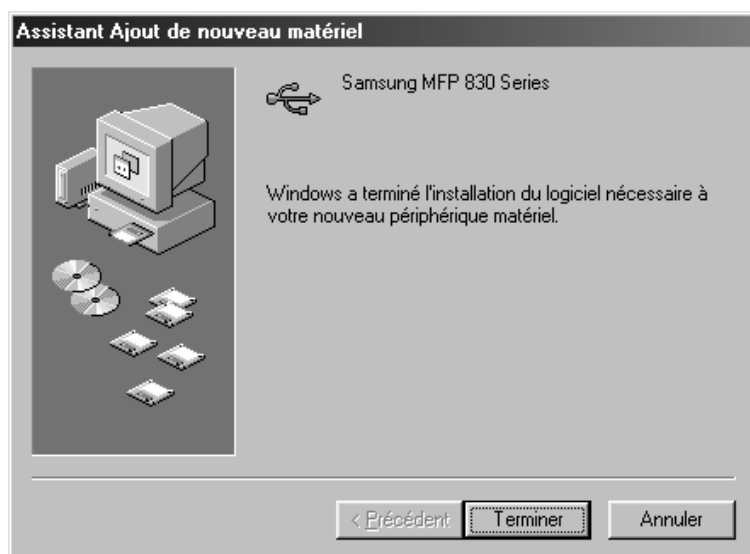 Assistant Ajout de nouveau matériel
Samsung MFP 830 Series
Windows a terminé l'installation du logiciel nécessaire à
votre nouveau périphérique matériel.
< Précédent
Terminer
Annuler